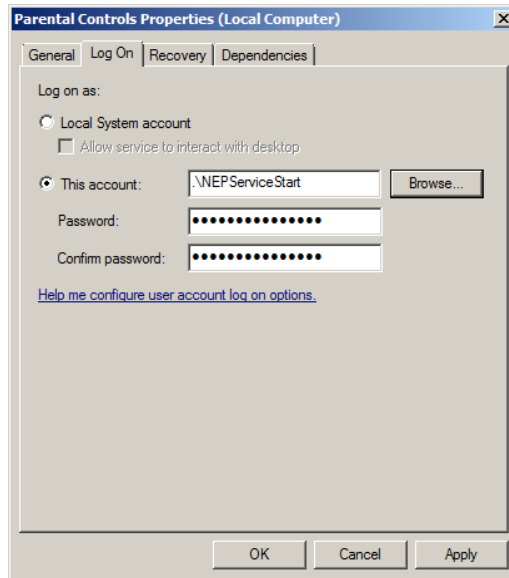 Parental Controls Properties (Local Computer)
General Log On Recovery Dependencies
Log on as:
Local System account
Allow service to interact with desktop
This account: .\NEPServiceStart Browse...
Password: •••••••••••••••
Confirm password: •••••••••••••••
Help me configure user account log on options.
OK Cancel Apply